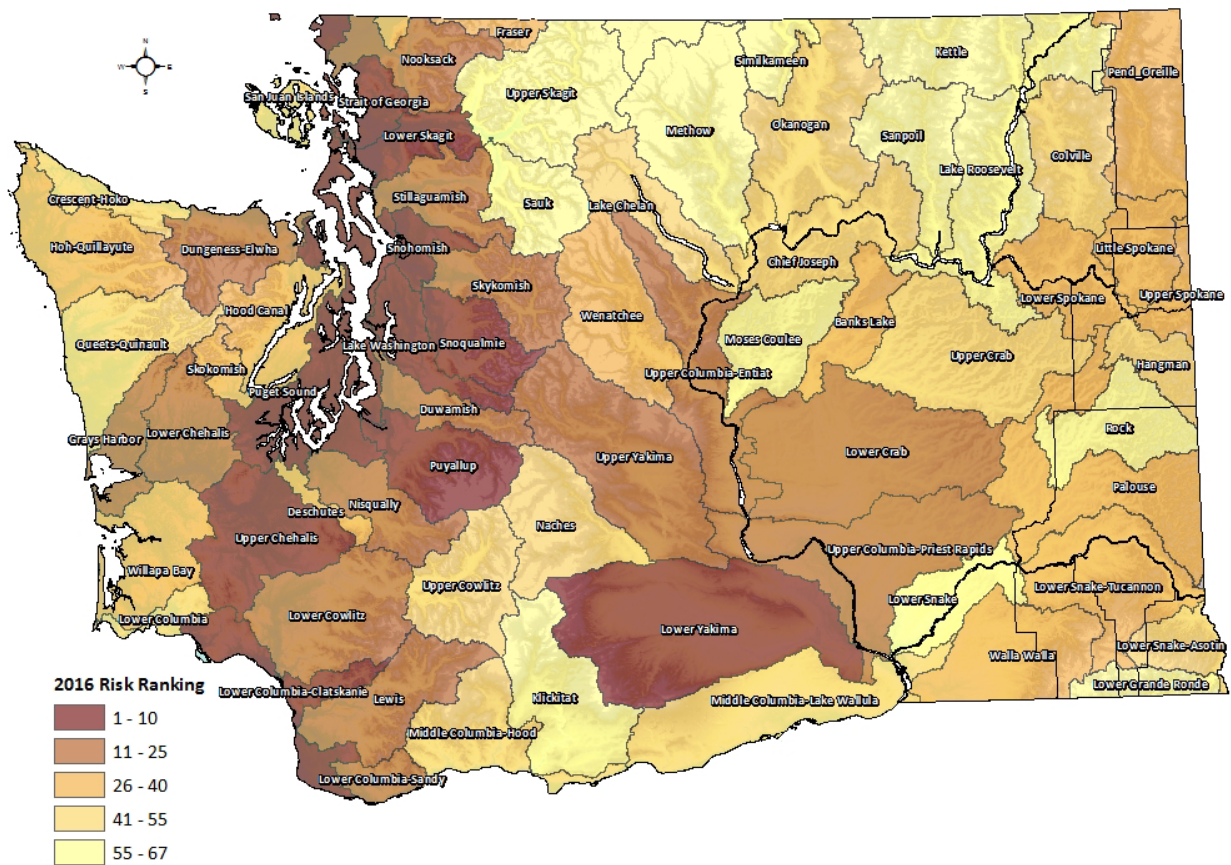 N
W
E
S
Fraser
Nooksack
Similkameen
Kettle
Pend_Oreille
San Juan Islands
Strait of Georgia
Upper Skagit
Okanogan
Methow
Sanpoil
Lower Skagit
Colville
Lake Roosevelt
Stillaguamish
Crescent-Hoko
Sauk
Lake Chelan
Hoh-Quillayute
Dungeness-Elwha
Snohomish
Little Spokane
Chief Joseph
Skykomish
Upper Spokane
Lower Spokane
Hood Canal
Wenatchee
Banks Lake
Moses Coulee
Queets-Quinault
Lake Washington
Snoqualmie
Upper Crab
Hangman
Skokomish
Upper Columbia-Entiat
Puget Sound
Duwamish
Rock
Grays Harbor
Lower Chehalis
Lower Crab
Upper Yakima
Puyallup
Palouse
Nisqually
Deschutes
Naches
Upper Chehalis
Upper Columbia-Priest Rapids
Willapa Bay
Upper Cowlitz
Lower Snake-Tucannon
Lower Snake
Lower Columbia
Lower Cowlitz
Lower Yakima
Lower Snake-Asotin
Walla Walla
2016 Risk Ranking
Lower Columbia-Clatskanie
Lewis
Klickitat
Middle Columbia-Lake Wallula
Lower Grande Ronde
1 - 10
Middle Columbia-Hood
11 - 25
Lower Columbia-Sandy
26 - 40
41 - 55
55 - 67